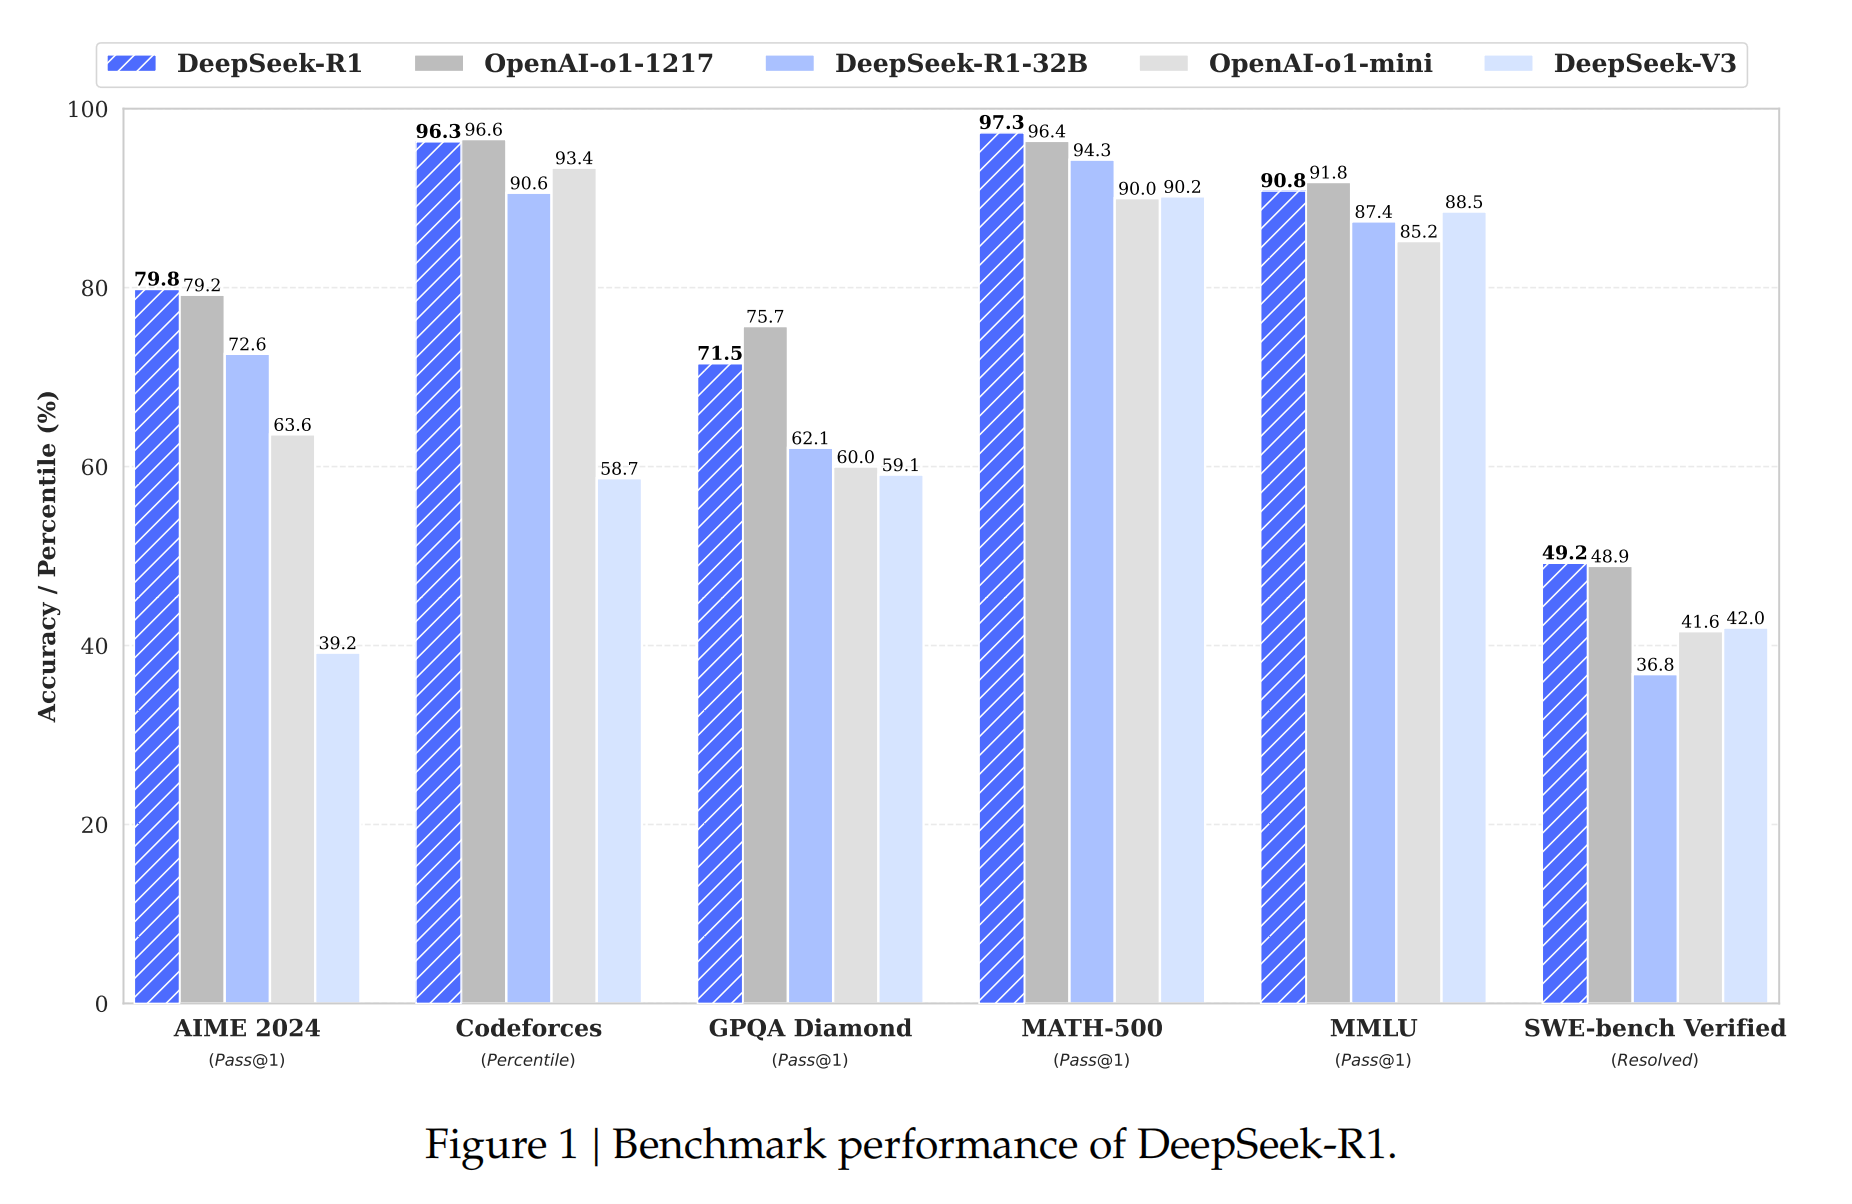 DeepSeek-R1 OpenAI-o1-1217 DeepSeek-R1-32B OpenAI-o1-mini DeepSeek-V3
Accuracy / Percentile (%)
100
80
60
40
20
0
79.8 79.2 72.6 63.6 39.2
96.3 96.6 90.6 93.4 58.7
71.5 75.7 62.1 60.0 59.1
97.3 96.4 94.3 90.0 90.2
90.8 91.8 87.4 85.2 88.5
49.2 48.9 36.8 41.6 42.0
AIME 2024 Codeforces GPQA Diamond MATH-500 MMLU SWE-bench Verified
(Pass@1) (Percentile) (Pass@1) (Pass@1) (Pass@1) (Resolved)
Figure 1 | Benchmark performance of DeepSeek-R1.